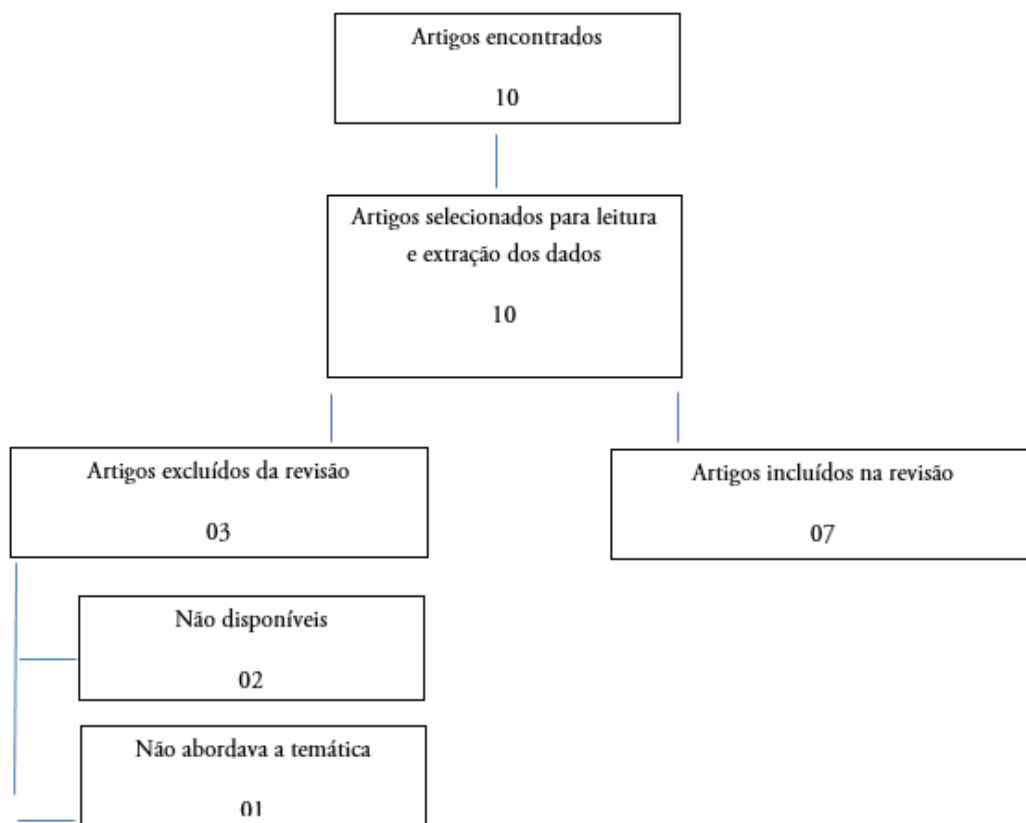 Artigos encontrados
10
Artigos selecionados para leitura
e extração dos dados
10
Artigos excluídos da revisão
03
Artigos incluídos na revisão
07
Não disponíveis
02
Não abordava a temática
01